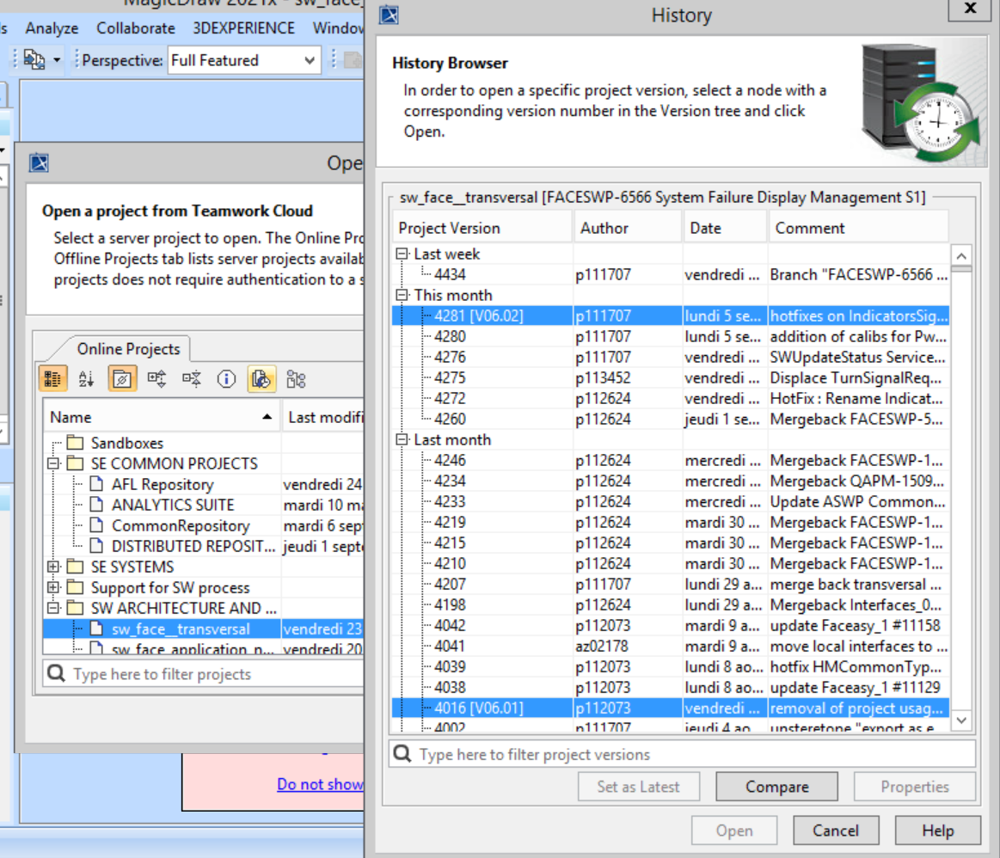 MagicDraw 2021x - sw_face_
s Analyze Collaborate 3DEXPERIENCE Window
Perspective: Full Featured
Ope
Open a project from Teamwork Cloud
Select a server project to open. The Online Pro
Offline Projects tab lists server projects availab
projects does not require authentication to a s
Online Projects
Name Last modifi
Sandboxes
SE COMMON PROJECTS
AFL Repository vendredi 24
ANALYTICS SUITE mardi 10 ma
CommonRepository mardi 6 sept
DISTRIBUTED REPOSIT... jeudi 1 septe
SE SYSTEMS
Support for SW process
SW ARCHITECTURE AND ...
sw_face__transversal vendredi 23
sw_face_application_n... vendredi 20
Type here to filter projects
Do not show
History
x
History Browser
In order to open a specific project version, select a node with a
corresponding version number in the Version tree and click
Open.
sw_face__transversal [FACESWP-6566 System Failure Display Management S1]
Project Version Author Date Comment
Last week
4434 p111707 vendredi ... Branch "FACESWP-6566 ...
This month
4281 [V06.02] p111707 lundi 5 se... hotfixes on IndicatorsSig...
4280 p111707 lundi 5 se... addition of calibs for Pw...
4276 p111707 vendredi ... SWUpdateStatus Service...
4275 p113452 vendredi ... Displace TurnSignalReq...
4272 p112624 vendredi ... HotFix : Rename Indicat...
4260 p112624 jeudi 1 se... Mergeback FACESWP-5...
Last month
4246 p112624 mercredi ... Mergeback FACESWP-1...
4234 p112624 mercredi ... Mergeback QAPM-1509...
4233 p112624 mercredi ... Update ASWP Common...
4219 p112624 mardi 30 ... Mergeback FACESWP-1...
4215 p112624 mardi 30 ... Mergeback FACESWP-1...
4210 p112624 mardi 30 ... Mergeback FACESWP-1...
4207 p111707 lundi 29 a... merge back transversal ...
4198 p112624 lundi 29 a... Mergeback Interfaces_0...
4042 p112073 mardi 9 a... update Faceasy_1 #11158
4041 az02178 mardi 9 a... move local interfaces to ...
4039 p112073 lundi 8 ao... hotfix HMCommonTyp...
4038 p112073 lundi 8 ao... update Faceasy_1 #11129
4016 [V06.01] p112073 vendredi ... removal of project usag...
4002 p111707 jeudi 4 ao... unsteretone "export as e...
Type here to filter project versions
Set as Latest Compare Properties
Open Cancel Help